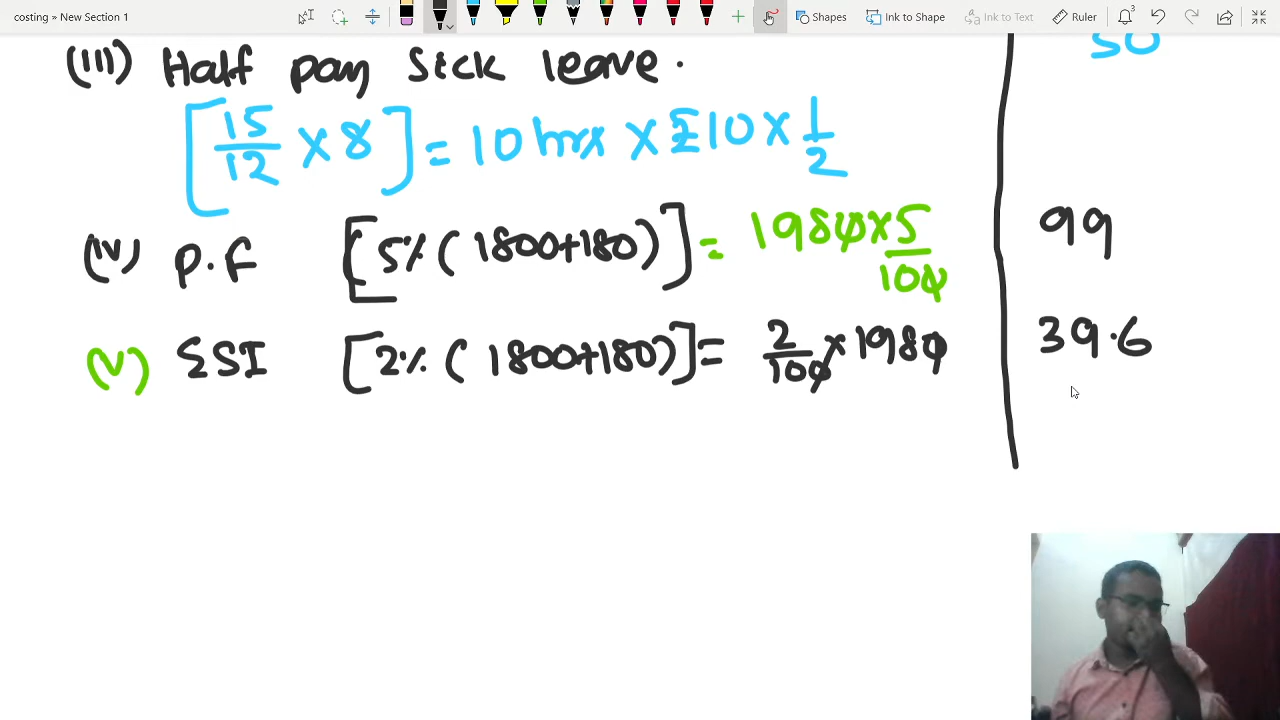 costing » New Section 1
Shapes
Ink to Shape
Ink to Text
Ruler
(III) Half pay Sick leave.
50
[15/12 × 8] = 10 hrx × 10 × 1/2
(IV) P.f [5% (1800+180)] = 1980 × 5/100
99
(V) ESI [2% (1800+180)] = 2/100 × 1980
39.6